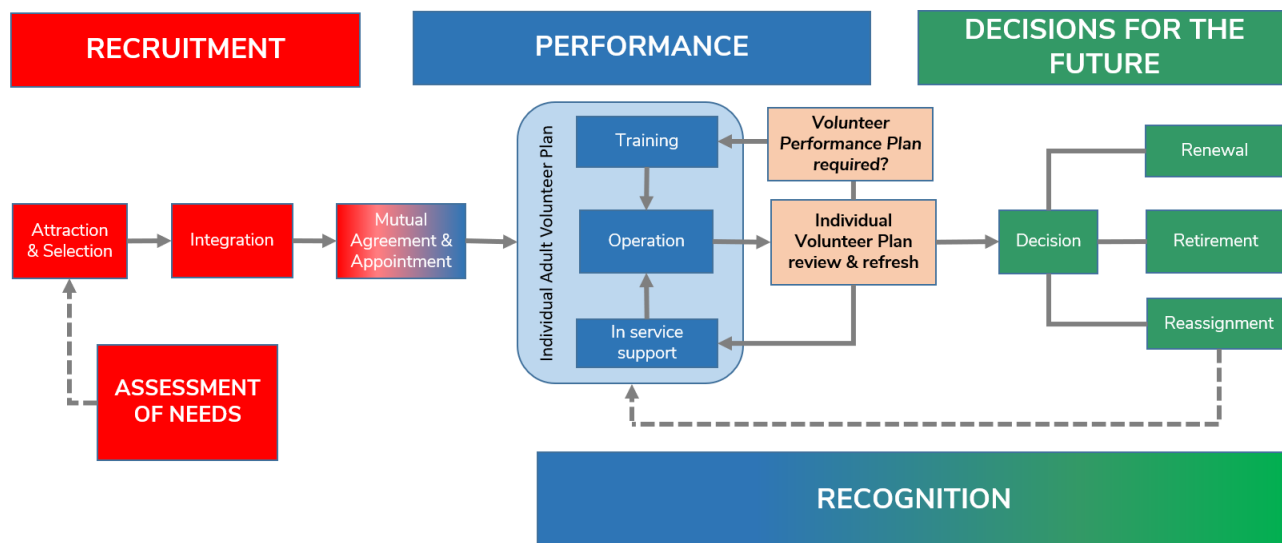 RECRUITMENT
PERFORMANCE
DECISIONS FOR THE
FUTURE
Individual Adult Volunteer Plan
Training
Volunteer
Performance Plan
required?
Renewal
Attraction
& Selection
Integration
Mutual
Agreement &
Appointment
Operation
Individual
Volunteer Plan
review & refresh
Decision
Retirement
In service
support
Reassignment
ASSESSMENT
OF NEEDS
RECOGNITION